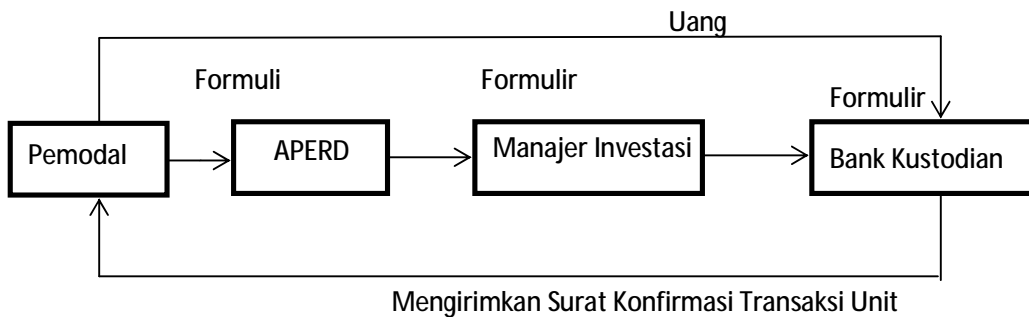 Uang
Formuli
Formulir
Formulir
Pemodal
APERD
Manajer Investasi
Bank Kustodian
Mengirimkan Surat Konfirmasi Transaksi Unit